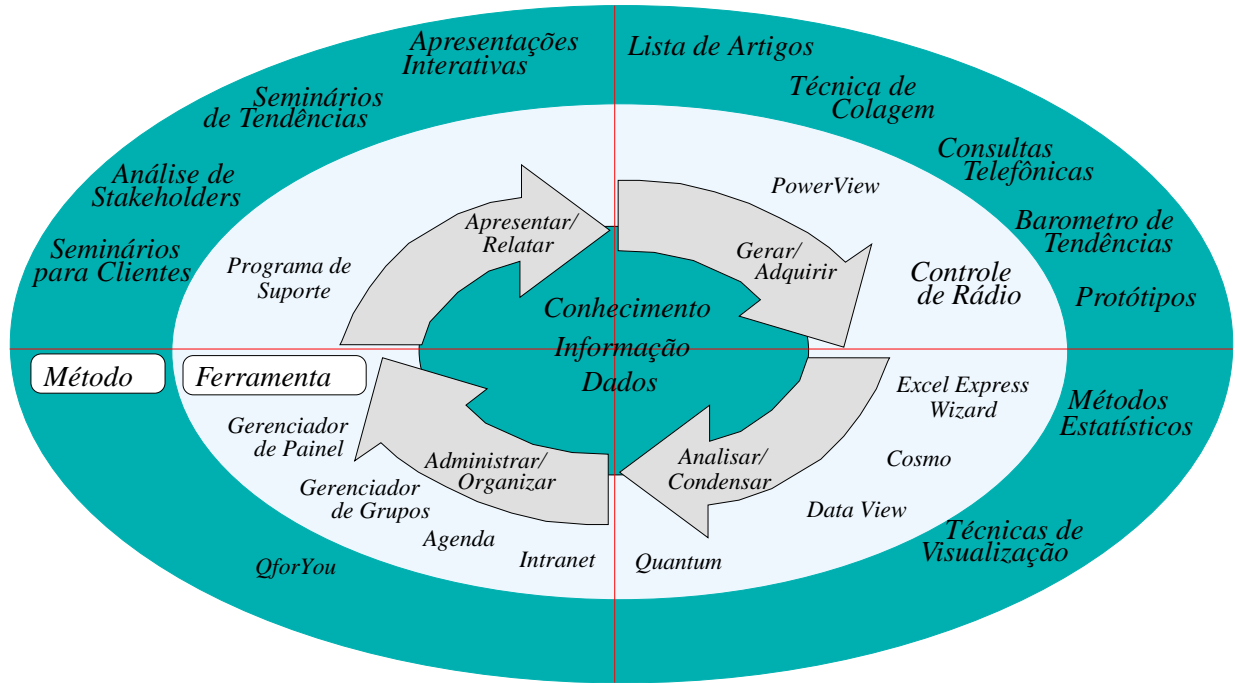 Apresentações
Interativas
Seminários
de Tendências
Análise de
Stakeholders
Seminários
para Clientes
Lista de Artigos
Técnica de
Colagem
Consultas
Telefônicas
Barometro de
Tendências
Protótipos
PowerView
Controle
de Rádio
Programa de
Suporte
Apresentar/
Relatar
Gerar/
Adquirir
Conhecimento
Informação
Dados
Método
Ferramenta
Gerenciador
de Painel
Gerenciador
de Grupos
Agenda
Intranet
QforYou
Administrar/
Organizar
Analisar/
Condensar
Excel Express
Wizard
Cosmo
Data View
Quantum
Métodos
Estatísticos
Técnicas de
Visualização